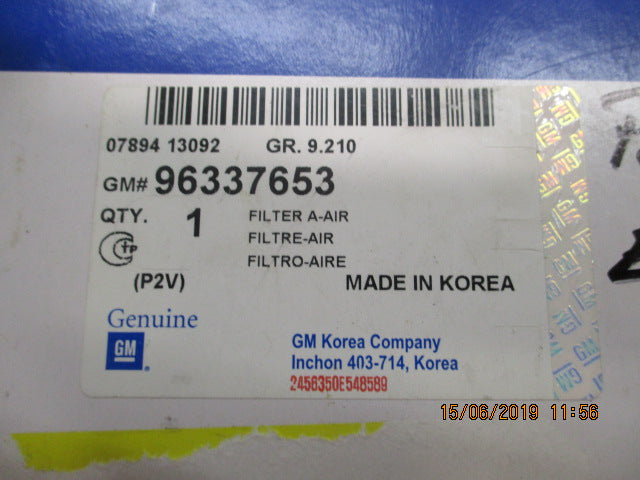 07894 13092 GR. 9.210
GM# 96337653
QTY. 1 FILTER A-AIR
FILTRE-AIR
FILTRO-AIRE
(P2V) MADE IN KOREA
Genuine
GM
GM Korea Company
Inchon 403-714, Korea
2456350E548589
15/06/2019 11:56